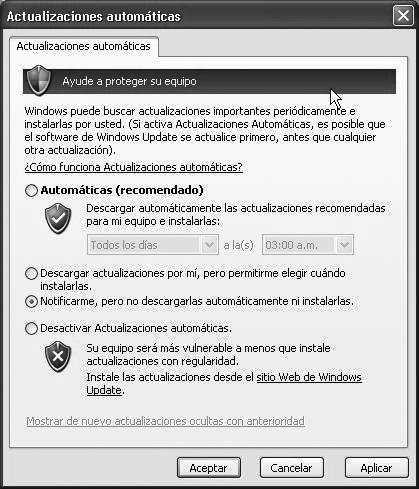 Actualizaciones automáticas
Actualizaciones automáticas
Ayude a proteger su equipo
Windows puede buscar actualizaciones importantes periódicamente e
instalarlas por usted. (Si activa Actualizaciones Automáticas, es posible que
el software de Windows Update se actualice primero, antes que cualquier
otra actualización).
¿Cómo funciona Actualizaciones automáticas?
Automáticas (recomendado)
Descargar automáticamente las actualizaciones recomendadas
para mi equipo e instalarlas:
Todos los días a la(s) 03:00 a.m.
Descargar actualizaciones por mí, pero permitirme elegir cuándo
instalarlas.
Notificarme, pero no descargarlas automáticamente ni instalarlas.
Desactivar Actualizaciones automáticas.
Su equipo será más vulnerable a menos que instale
actualizaciones con regularidad.
Instale las actualizaciones desde el sitio Web de Windows
Update.
Mostrar de nuevo actualizaciones ocultas con anterioridad
Aceptar Cancelar Aplicar